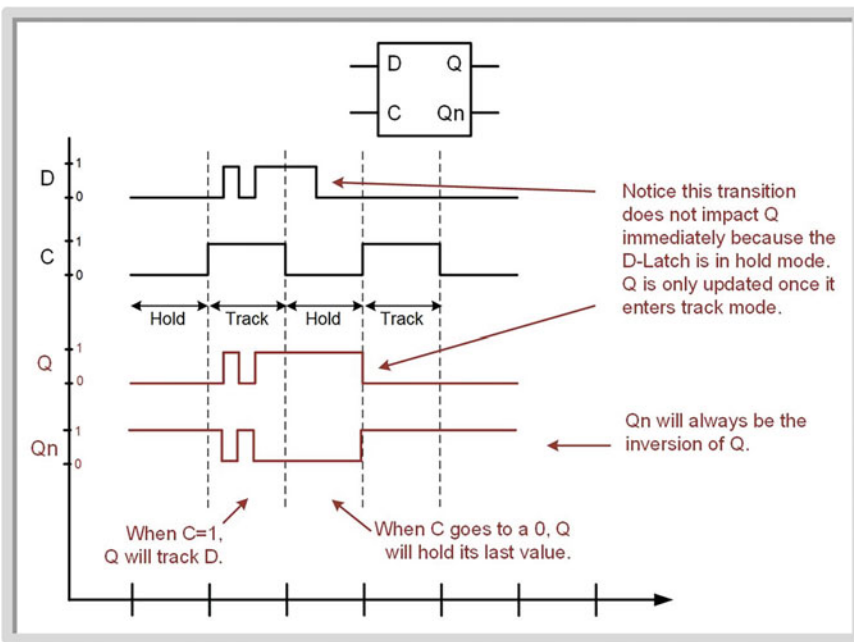 D Q
C Qn
D 1
0
C 1
0
Hold Track Hold Track
Q 1
0
Qn 1
0
Notice this transition
does not impact Q
immediately because the
D-Latch is in hold mode.
Q is only updated once it
enters track mode.
Qn will always be the
inversion of Q.
When C=1,
Q will track D.
When C goes to a 0, Q
will hold its last value.